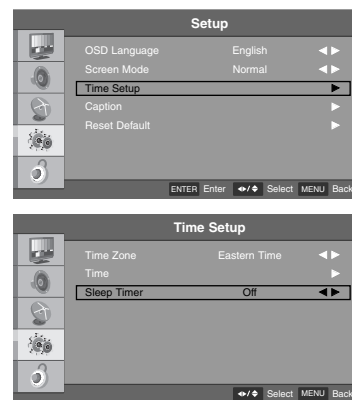 Setup
OSD Language English
Screen Mode Normal
Time Setup
Caption
Reset Default
ENTER Enter Select MENU Back
Time Setup
Time Zone Eastern Time
Time
Sleep Timer Off
Select MENU Back